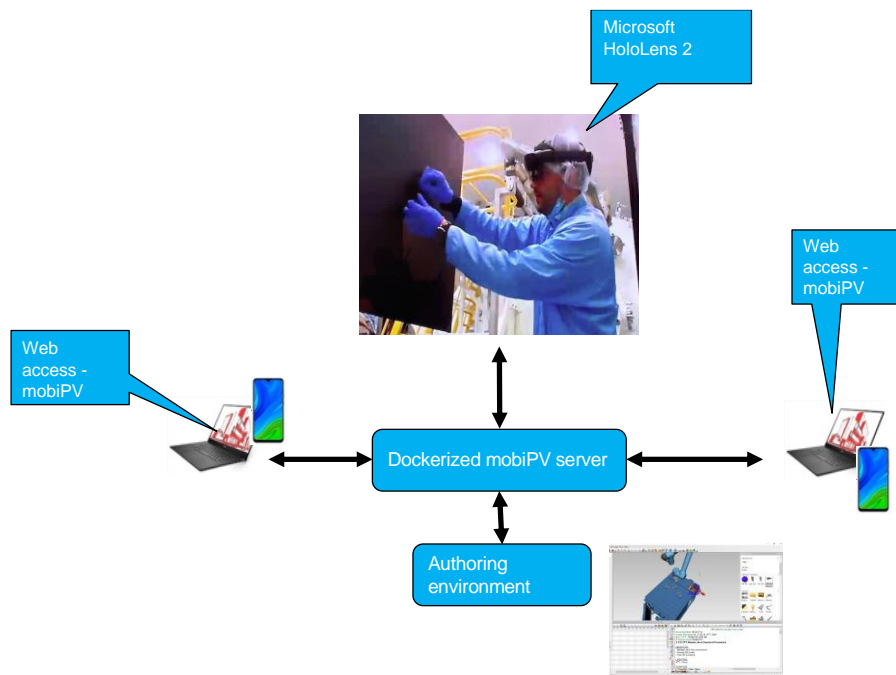 Microsoft
HoloLens 2
Web
access -
mobiPV
Web
access -
mobiPV
Dockerized mobiPV server
Authoring
environment